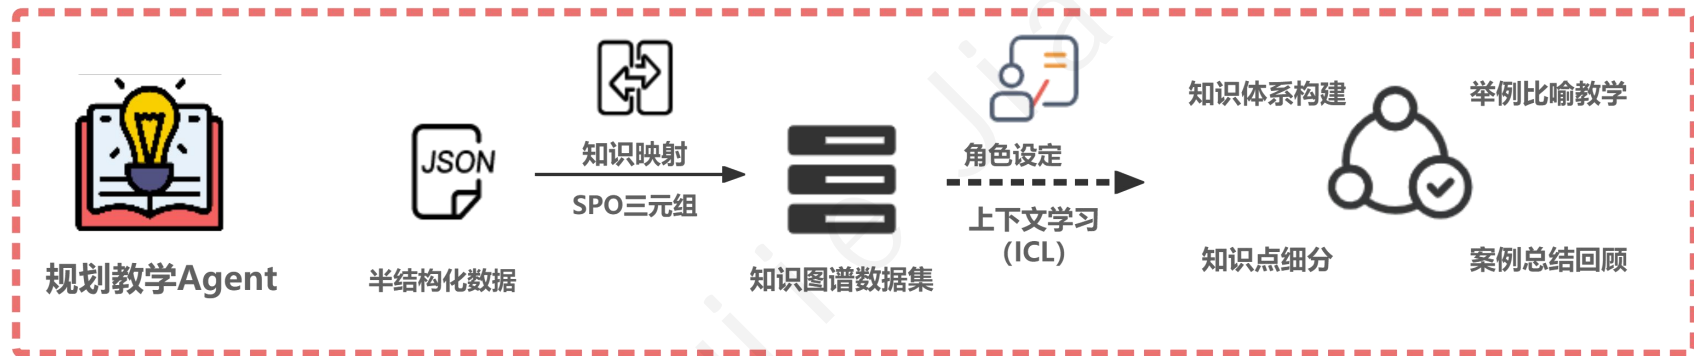 规划教学Agent
JSON
半结构化数据
知识映射
SPO三元组
知识图谱数据集
角色设定
上下文学习
（ICL）
知识体系构建
举例比喻教学
知识点细分
案例总结回顾